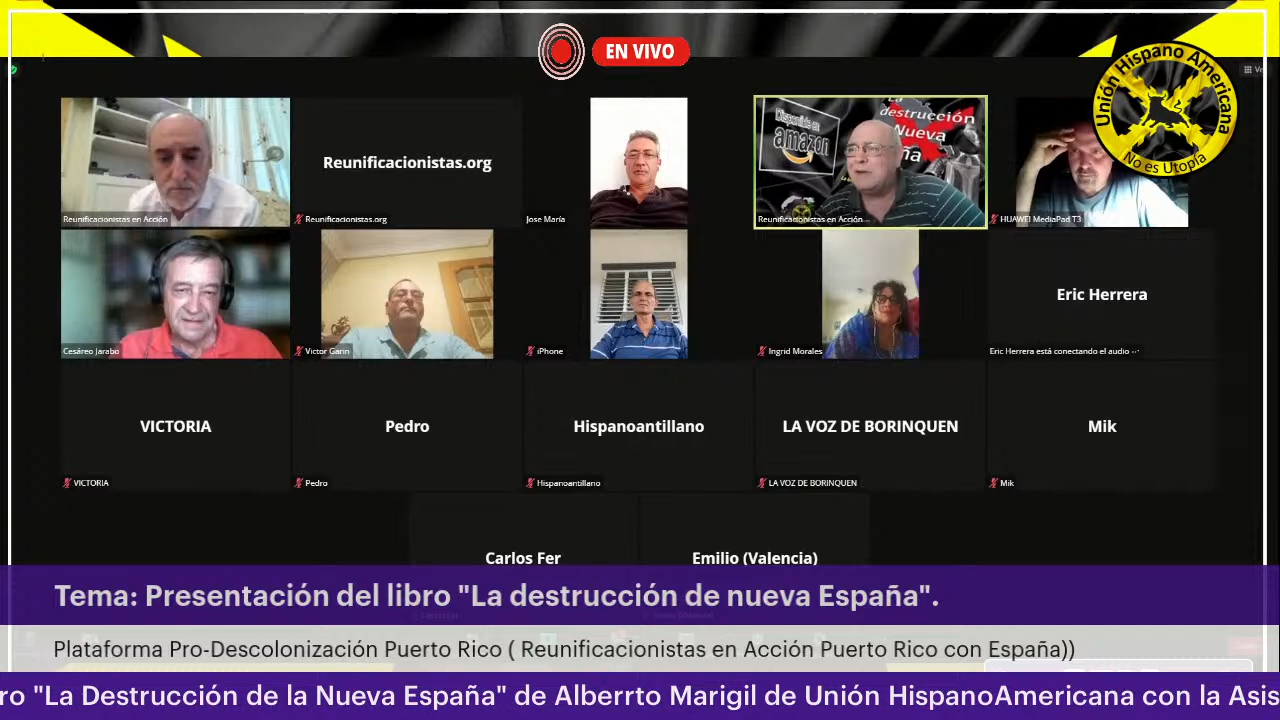 EN VIVO
Unión Hispano Americana
No es Utopía
Reunificacionistas en Acción
Reunificacionistas.org
Reunificacionistas.org
Jose María
Disponible en
amazon
destrucción
Nueva
Reunificacionistas en Acción...
HUAWEI MediaPad T3
Cesáreo Jarabo
Victor Garin
iPhone
Ingrid Morales
Eric Herrera
Eric Herrera está conectando el audio ···
VICTORIA
VICTORIA
Pedro
Pedro
Hispanoantillano
Hispanoantillano
LA VOZ DE BORINQUEN
LA VOZ DE BORINQUEN
Mik
Mik
Carlos Fer
Emilio (Valencia)
Tema: Presentación del libro "La destrucción de nueva España".
Plataforma Pro-Descolonización Puerto Rico ( Reunificacionistas en Acción Puerto Rico con España))
ro "La Destrucción de la Nueva España" de Alberrto Marigil de Unión HispanoAmericana con la Asis